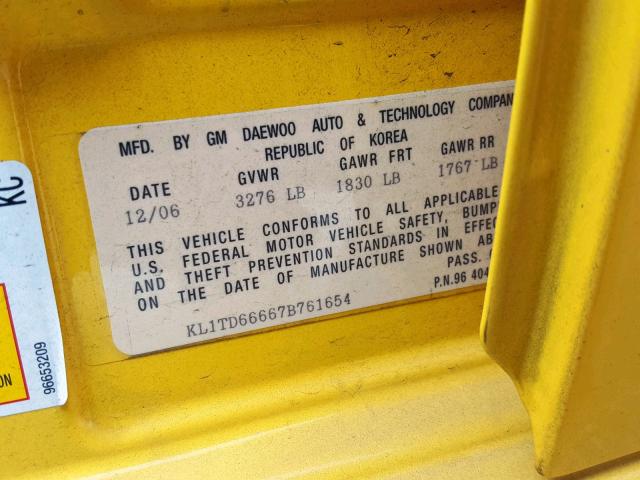 MFD. BY GM DAEWOO AUTO & TECHNOLOGY COMPAN
REPUBLIC OF KOREA
DATE GVWR GAWR FRT GAWR RR
12/06 3276 LB 1830 LB 1767 LB
THIS VEHICLE CONFORMS TO ALL APPLICABLE
U.S. FEDERAL MOTOR VEHICLE SAFETY, BUMP
AND THEFT PREVENTION STANDARDS IN EFFEC
ON THE DATE OF MANUFACTURE SHOWN AB
PASS.
P.N.96 404
KL1TD66667B761654
KC
ON
96653209